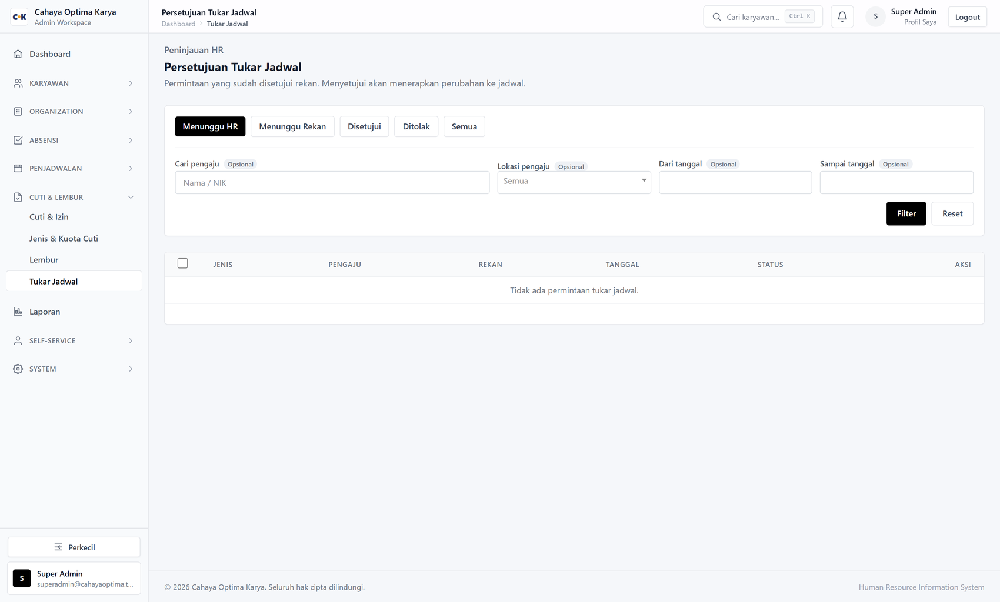 C•K
Cahaya Optima Karya
Admin Workspace
Dashboard
KARYAWAN
ORGANIZATION
ABSENSI
PENJADWALAN
CUTI & LEMBUR
Cuti & Izin
Jenis & Kuota Cuti
Lembur
Tukar Jadwal
Laporan
SELF-SERVICE
SYSTEM
Perkecil
S
Super Admin
superadmin@cahayaoptima.t...
Persetujuan Tukar Jadwal
Dashboard > Tukar Jadwal
Cari karyawan... Ctrl K
S
Super Admin
Profil Saya
Logout
Peninjauan HR
Persetujuan Tukar Jadwal
Permintaan yang sudah disetujui rekan. Menyetujui akan menerapkan perubahan ke jadwal.
Menunggu HR Menunggu Rekan Disetujui Ditolak Semua
Cari pengaju Opsional
Nama / NIK
Lokasi pengaju Opsional
Semua
Dari tanggal Opsional
Sampai tanggal Opsional
Filter Reset
JENIS PENGAJU REKAN TANGGAL STATUS AKSI
Tidak ada permintaan tukar jadwal.
© 2026 Cahaya Optima Karya. Seluruh hak cipta dilindungi.
Human Resource Information System